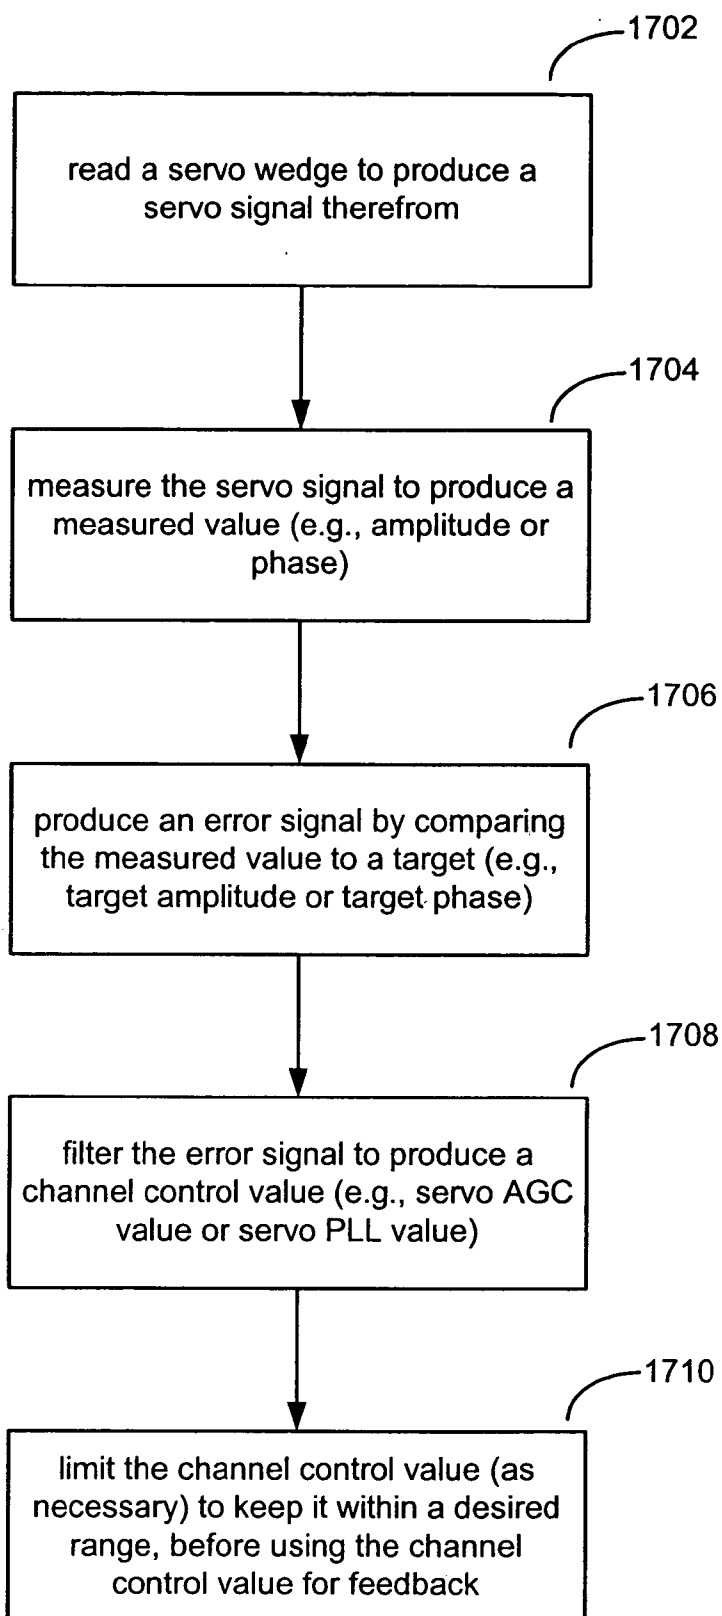 1702
read a servo wedge to produce a
servo signal therefrom
1704
measure the servo signal to produce a
measured value (e.g., amplitude or
phase)
1706
produce an error signal by comparing
the measured value to a target (e.g.,
target amplitude or target phase)
1708
filter the error signal to produce a
channel control value (e.g., servo AGC
value or servo PLL value)
1710
limit the channel control value (as
necessary) to keep it within a desired
range, before using the channel
control value for feedback